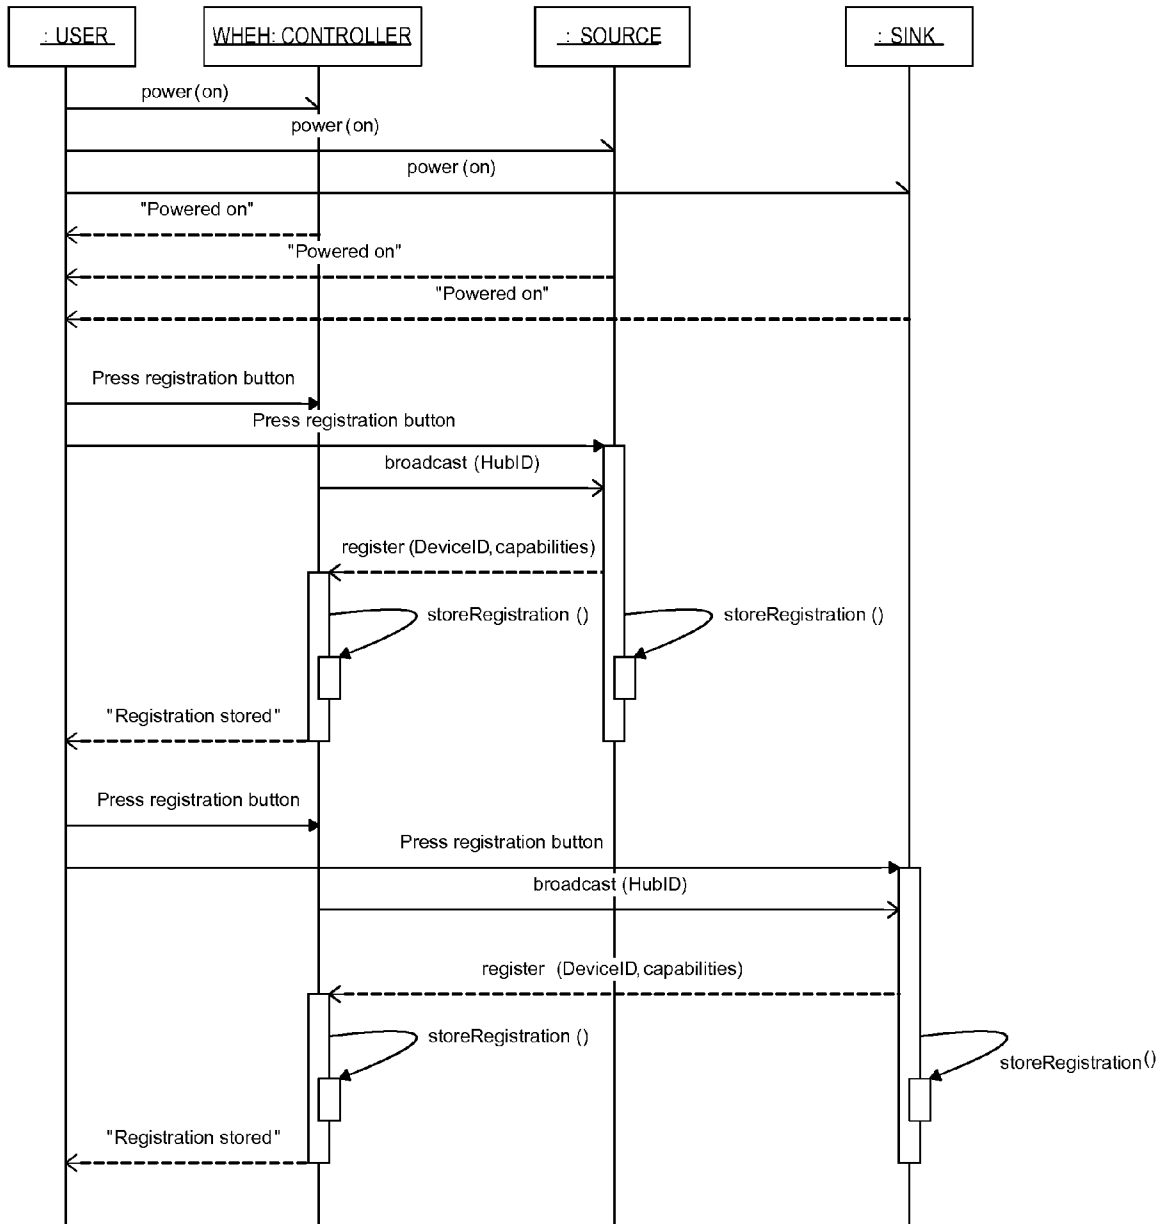 : USER
WHEH: CONTROLLER
: SOURCE
: SINK
power (on)
power (on)
power (on)
"Powered on"
"Powered on"
"Powered on"
Press registration button
Press registration button
broadcast (HubID)
register (DeviceID, capabilities)
storeRegistration ()
storeRegistration ()
"Registration stored"
Press registration button
Press registration button
broadcast (HubID)
register (DeviceID, capabilities)
storeRegistration ()
storeRegistration ()
"Registration stored"